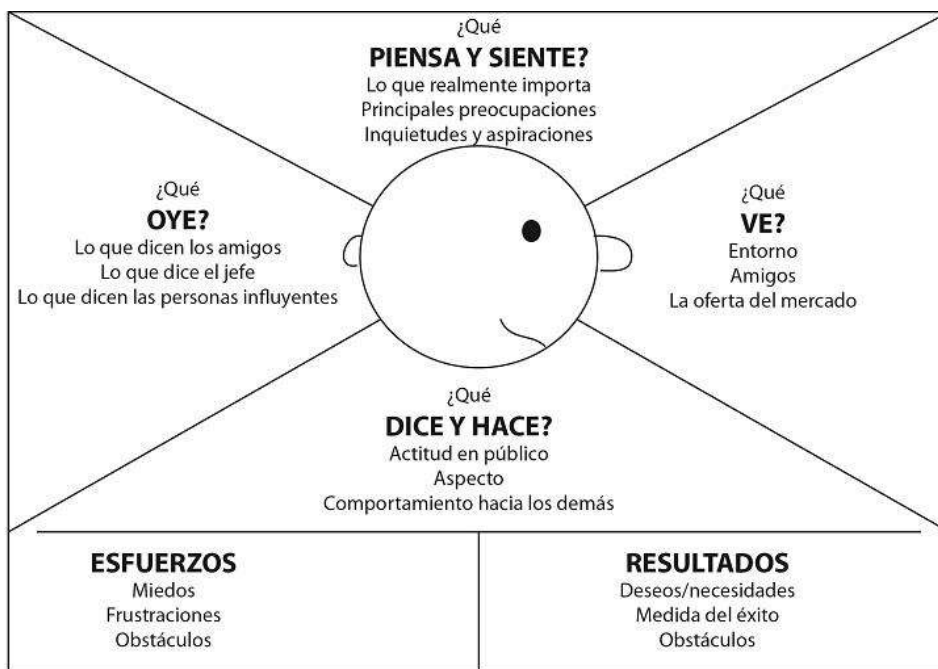 ¿Qué
PIENSA Y SIENTE?
Lo que realmente importa
Principales preocupaciones
Inquietudes y aspiraciones
¿Qué
OYE?
Lo que dicen los amigos
Lo que dice el jefe
Lo que dicen las personas influyentes
¿Qué
VE?
Entorno
Amigos
La oferta del mercado
¿Qué
DICE Y HACE?
Actitud en público
Aspecto
Comportamiento hacia los demás
ESFUERZOS
Miedos
Frustraciones
Obstáculos
RESULTADOS
Deseos/necesidades
Medida del éxito
Obstáculos